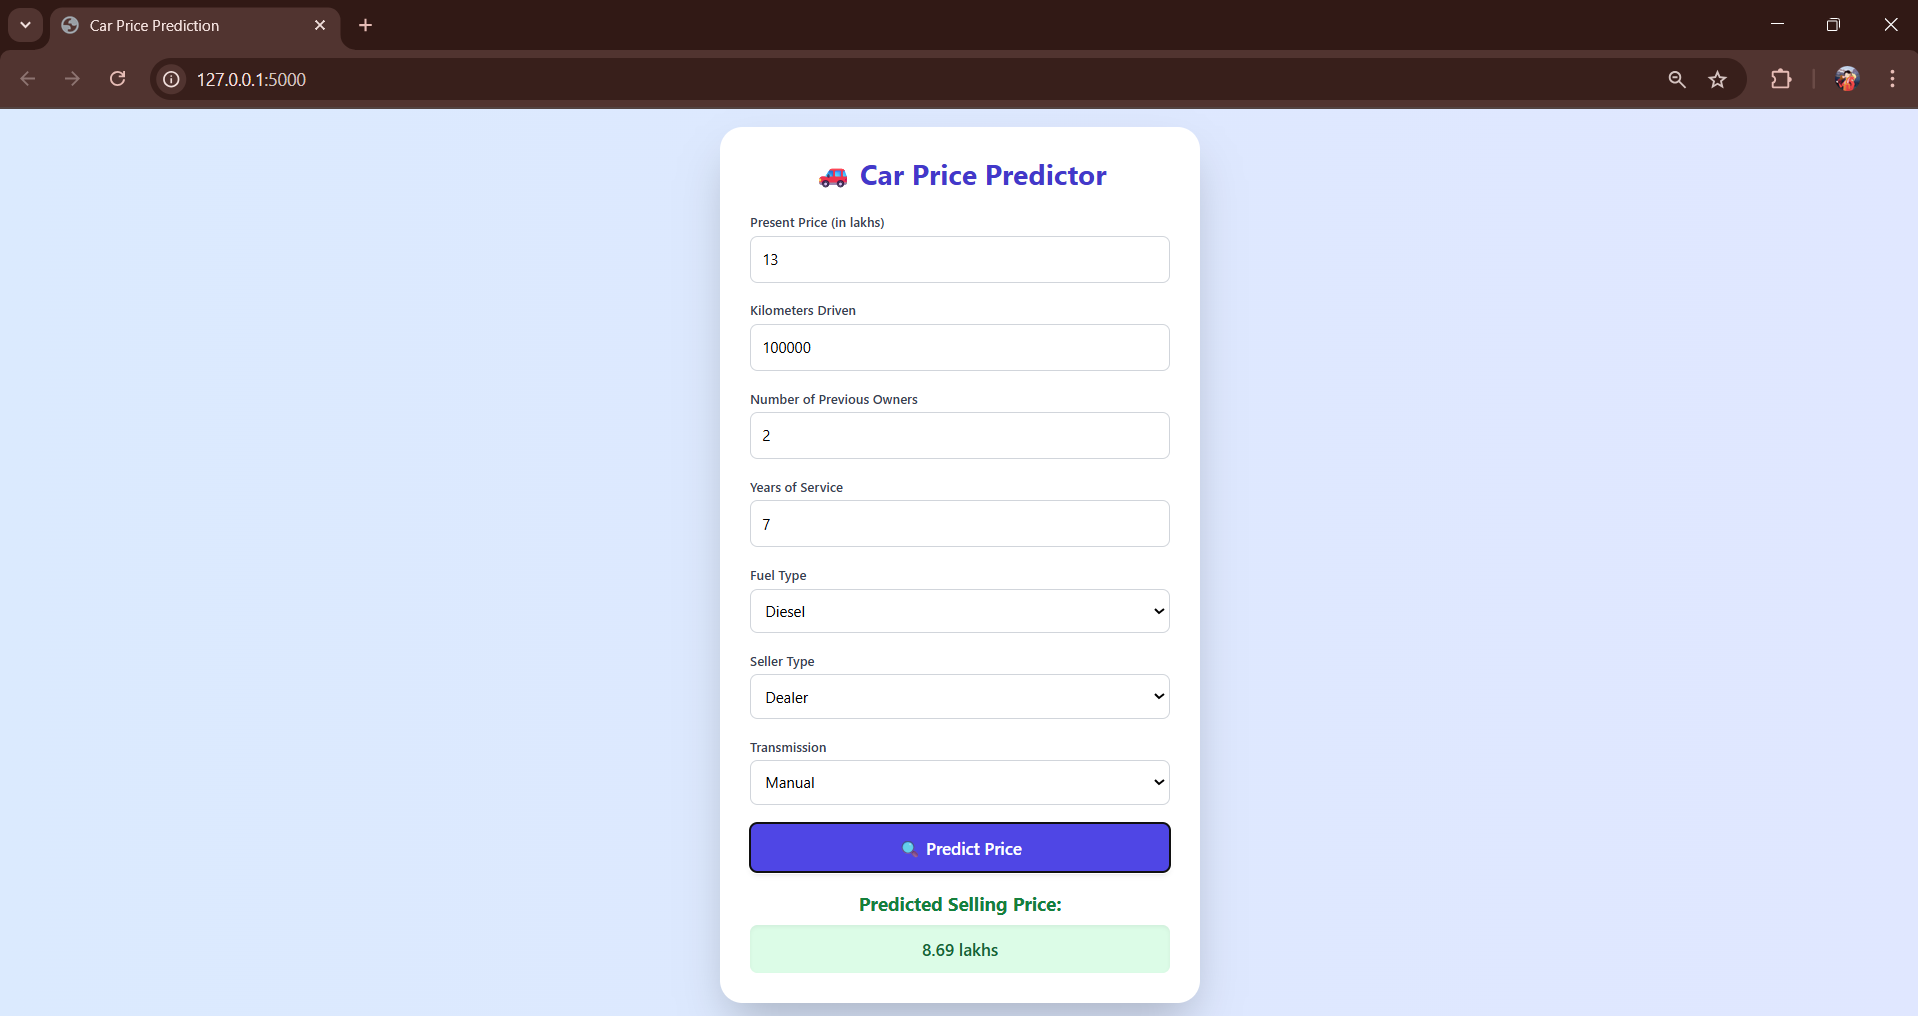 Car Price Prediction
127.0.0.1:5000
Car Price Predictor
Present Price (in lakhs)
13
Kilometers Driven
100000
Number of Previous Owners
2
Years of Service
7
Fuel Type
Diesel
Seller Type
Dealer
Transmission
Manual
Predict Price
Predicted Selling Price:
8.69 lakhs